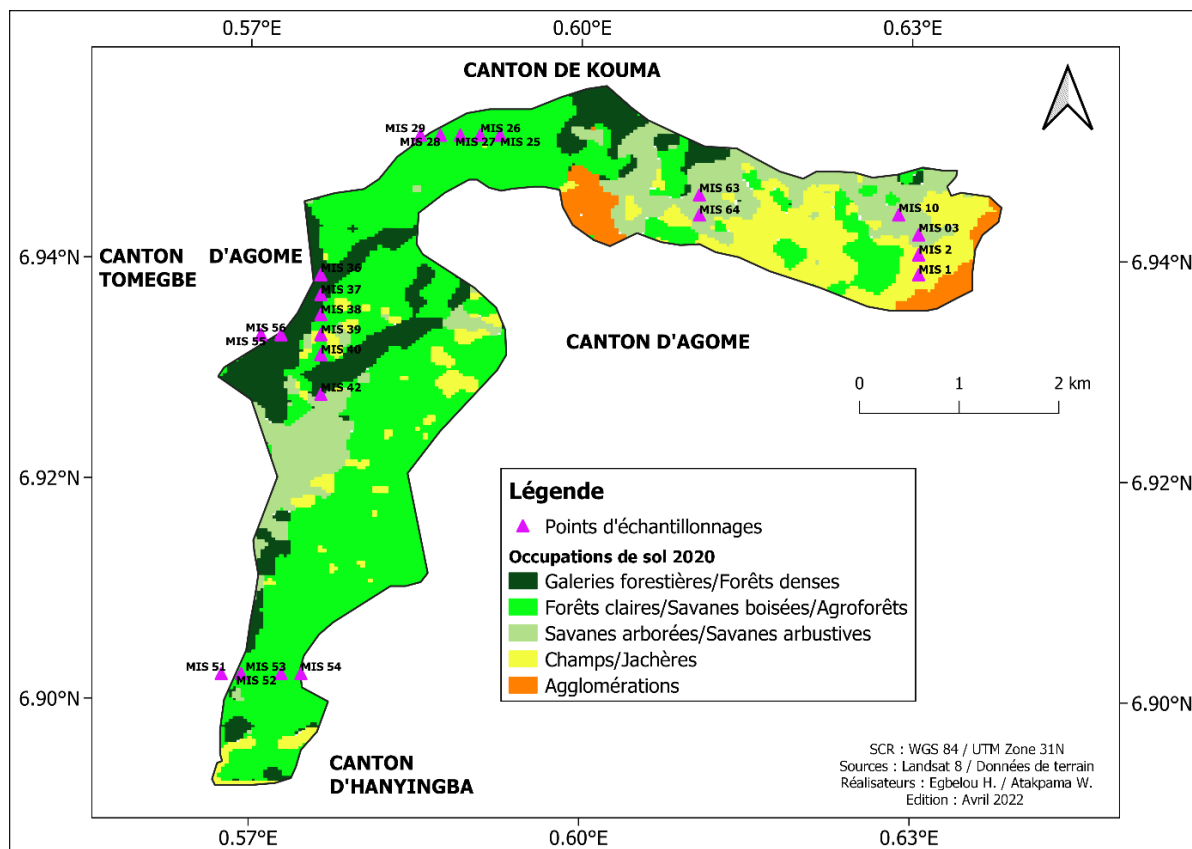 0.57°E
0.60°E
0.63°E
CANTON DE KOUMA
MIS 29
MIS 28
MIS 27
MIS 26
MIS 25
MIS 63
MIS 64
MIS 10
MIS 03
MIS 2
MIS 1
6.94°N
6.94°N
CANTON D'AGOME
TOMEGBE
MIS 36
MIS 37
MIS 38
MIS 39
MIS 40
MIS 42
MIS 56
MIS 55
CANTON D'AGOME
0 1 2 km
6.92°N
6.92°N
Légende
Points d'échantillonnages
Occupations de sol 2020
Galeries forestières/Forêts denses
Forêts claires/Savanes boisées/Agroforêts
Savanes arborées/Savanes arbustives
Champs/Jachères
Agglomérations
MIS 51
MIS 53
MIS 52
MIS 54
6.90°N
6.90°N
CANTON
D'HANYINGBA
SCR : WGS 84 / UTM Zone 31N
Sources : Landsat 8 / Données de terrain
Réalisateurs : Egbelou H. / Atakpama W.
Edition : Avril 2022
0.57°E
0.60°E
0.63°E